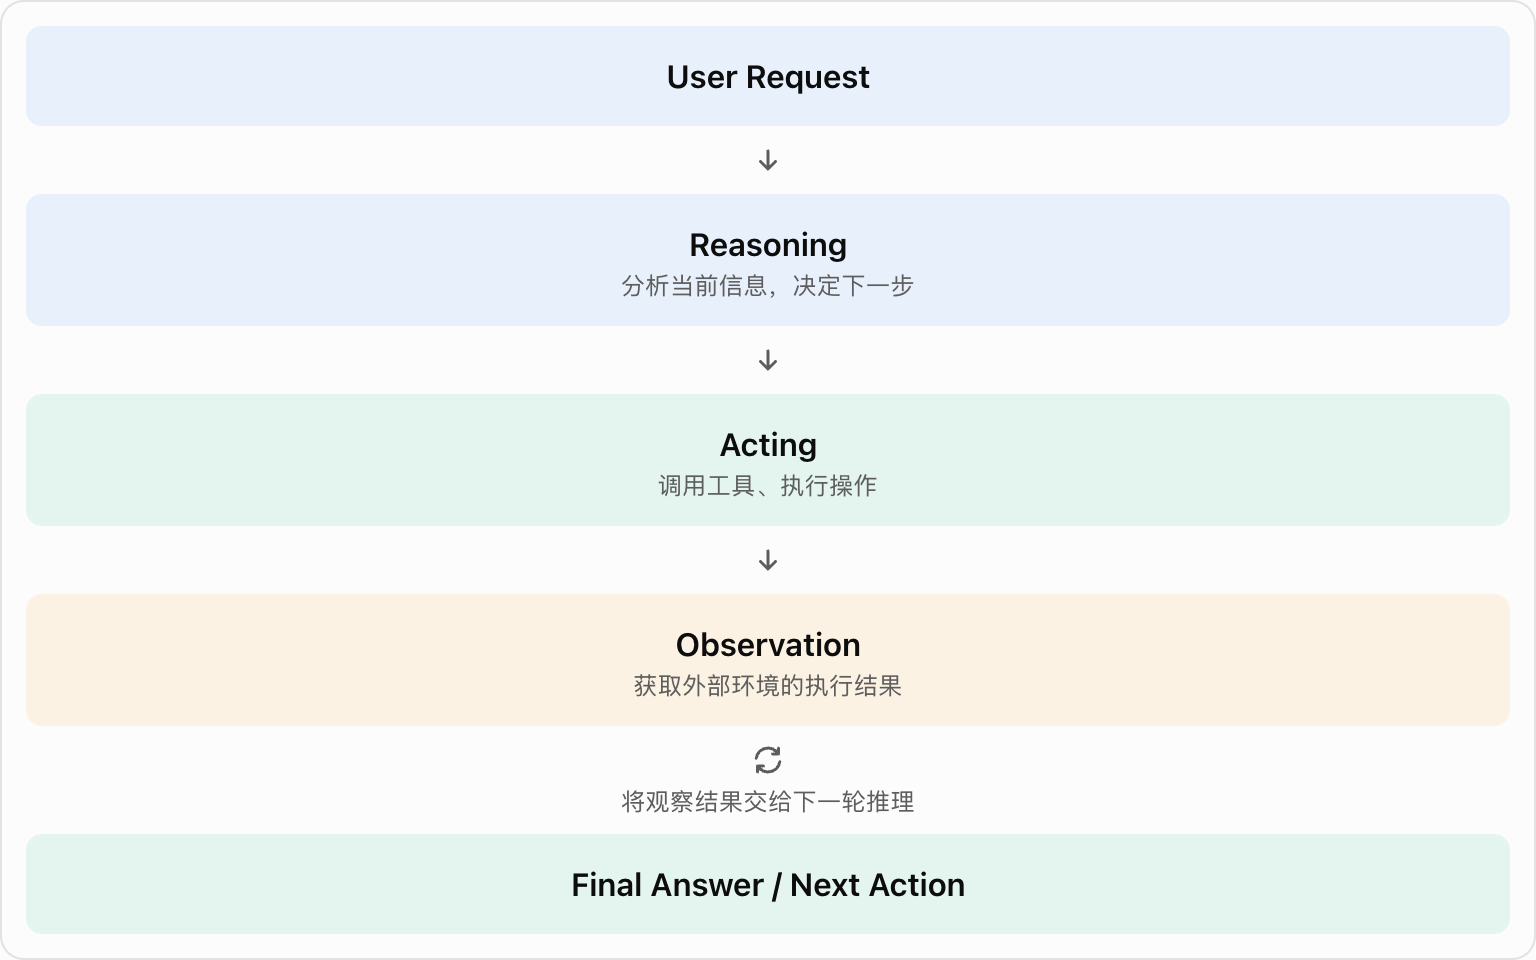 User Request
Reasoning
分析当前信息，决定下一步
Acting
调用工具、执行操作
Observation
获取外部环境的执行结果
将观察结果交给下一轮推理
Final Answer / Next Action